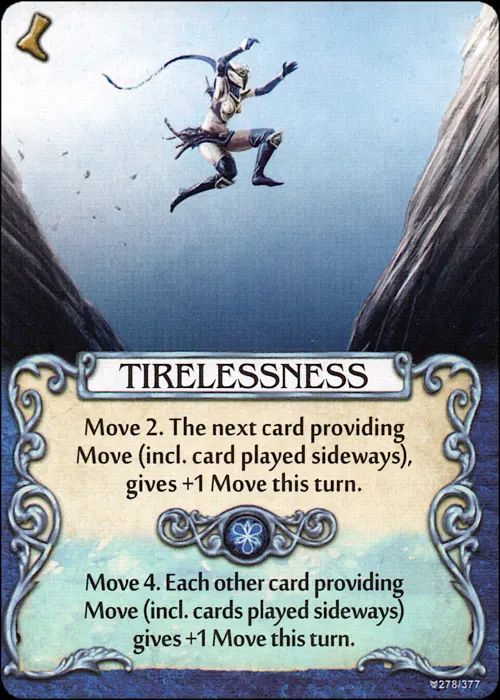 TIRELESSNESS
Move 2. The next card providing
Move (incl. card played sideways),
gives +1 Move this turn.
Move 4. Each other card providing
Move (incl. cards played sideways)
gives +1 Move this turn.
278/377